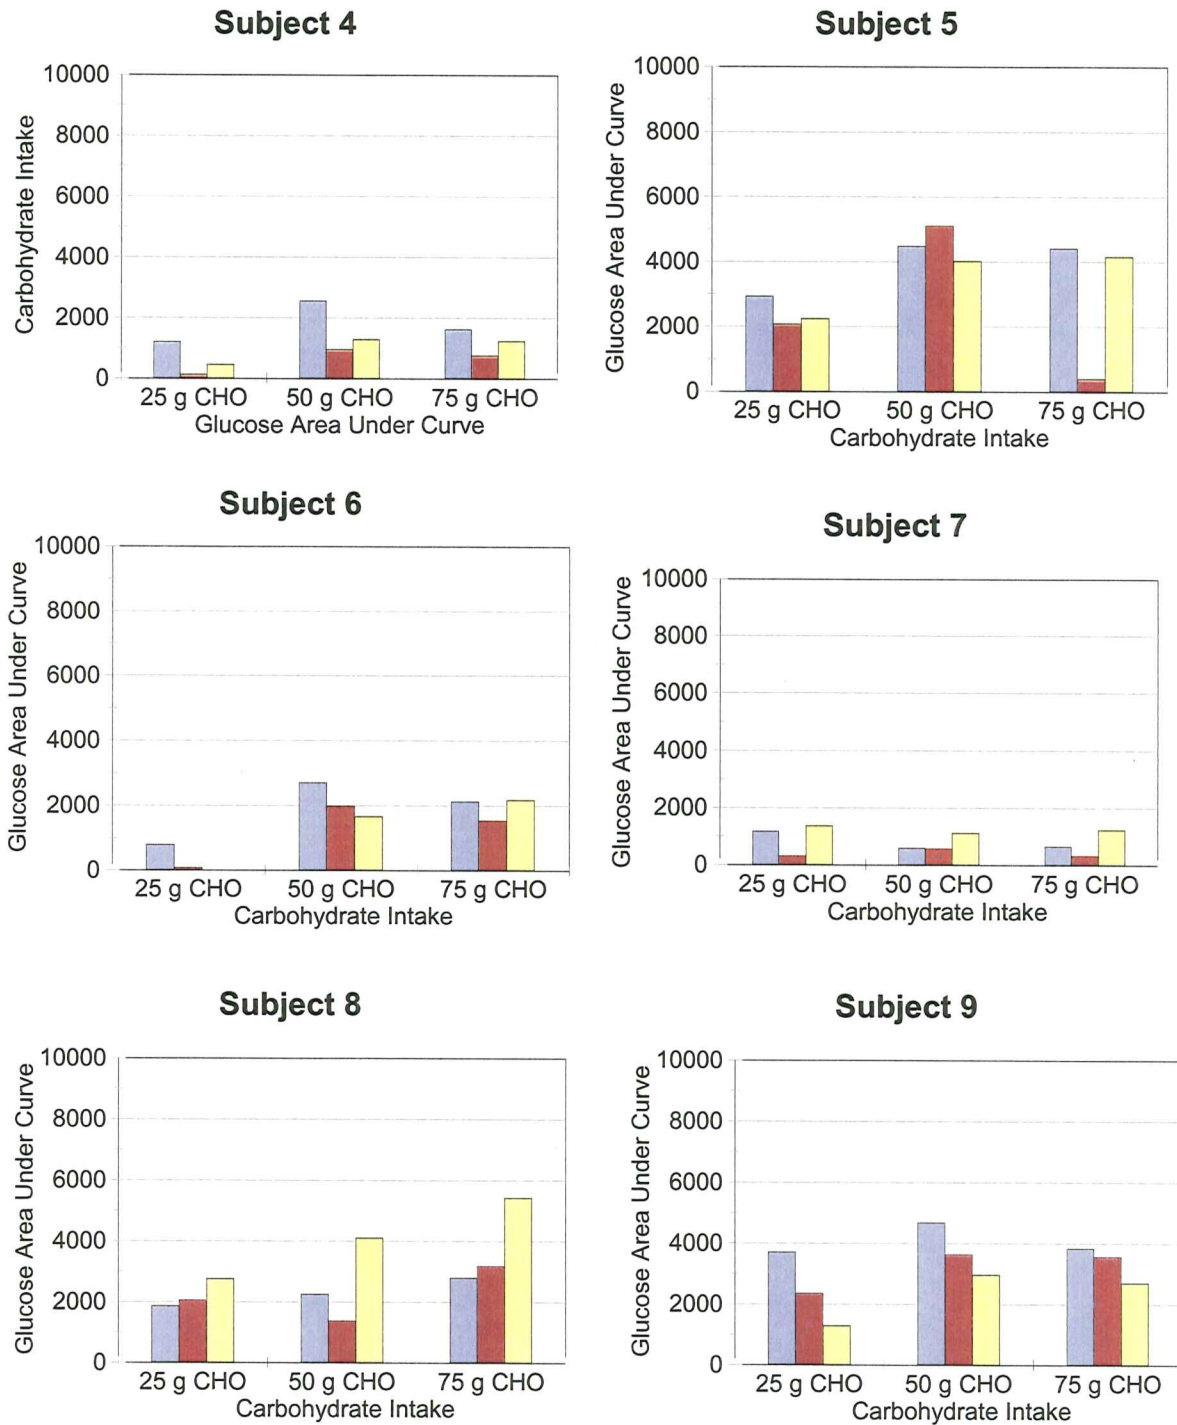 Subject 4
Carbohydrate Intake
10000
8000
6000
4000
2000
0
25 g CHO 50 g CHO 75 g CHO
Glucose Area Under Curve
Subject 5
Glucose Area Under Curve
10000
8000
6000
4000
2000
0
25 g CHO 50 g CHO 75 g CHO
Carbohydrate Intake
Subject 6
Glucose Area Under Curve
10000
8000
6000
4000
2000
0
25 g CHO 50 g CHO 75 g CHO
Carbohydrate Intake
Subject 7
Glucose Area Under Curve
10000
8000
6000
4000
2000
0
25 g CHO 50 g CHO 75 g CHO
Carbohydrate Intake
Subject 8
Glucose Area Under Curve
10000
8000
6000
4000
2000
0
25 g CHO 50 g CHO 75 g CHO
Carbohydrate Intake
Subject 9
Glucose Area Under Curve
10000
8000
6000
4000
2000
0
25 g CHO 50 g CHO 75 g CHO
Carbohydrate Intake